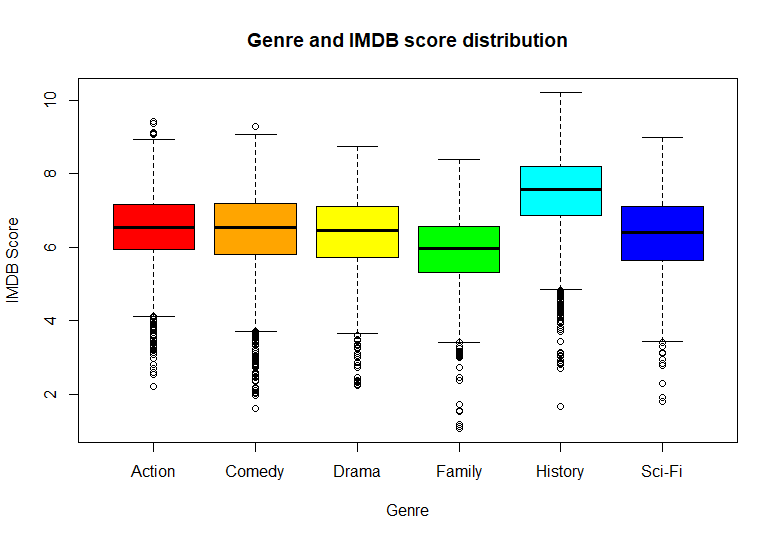 Genre and IMDB score distribution
10
8
6
4
2
IMDB Score
Action Comedy Drama Family History Sci-Fi
Genre